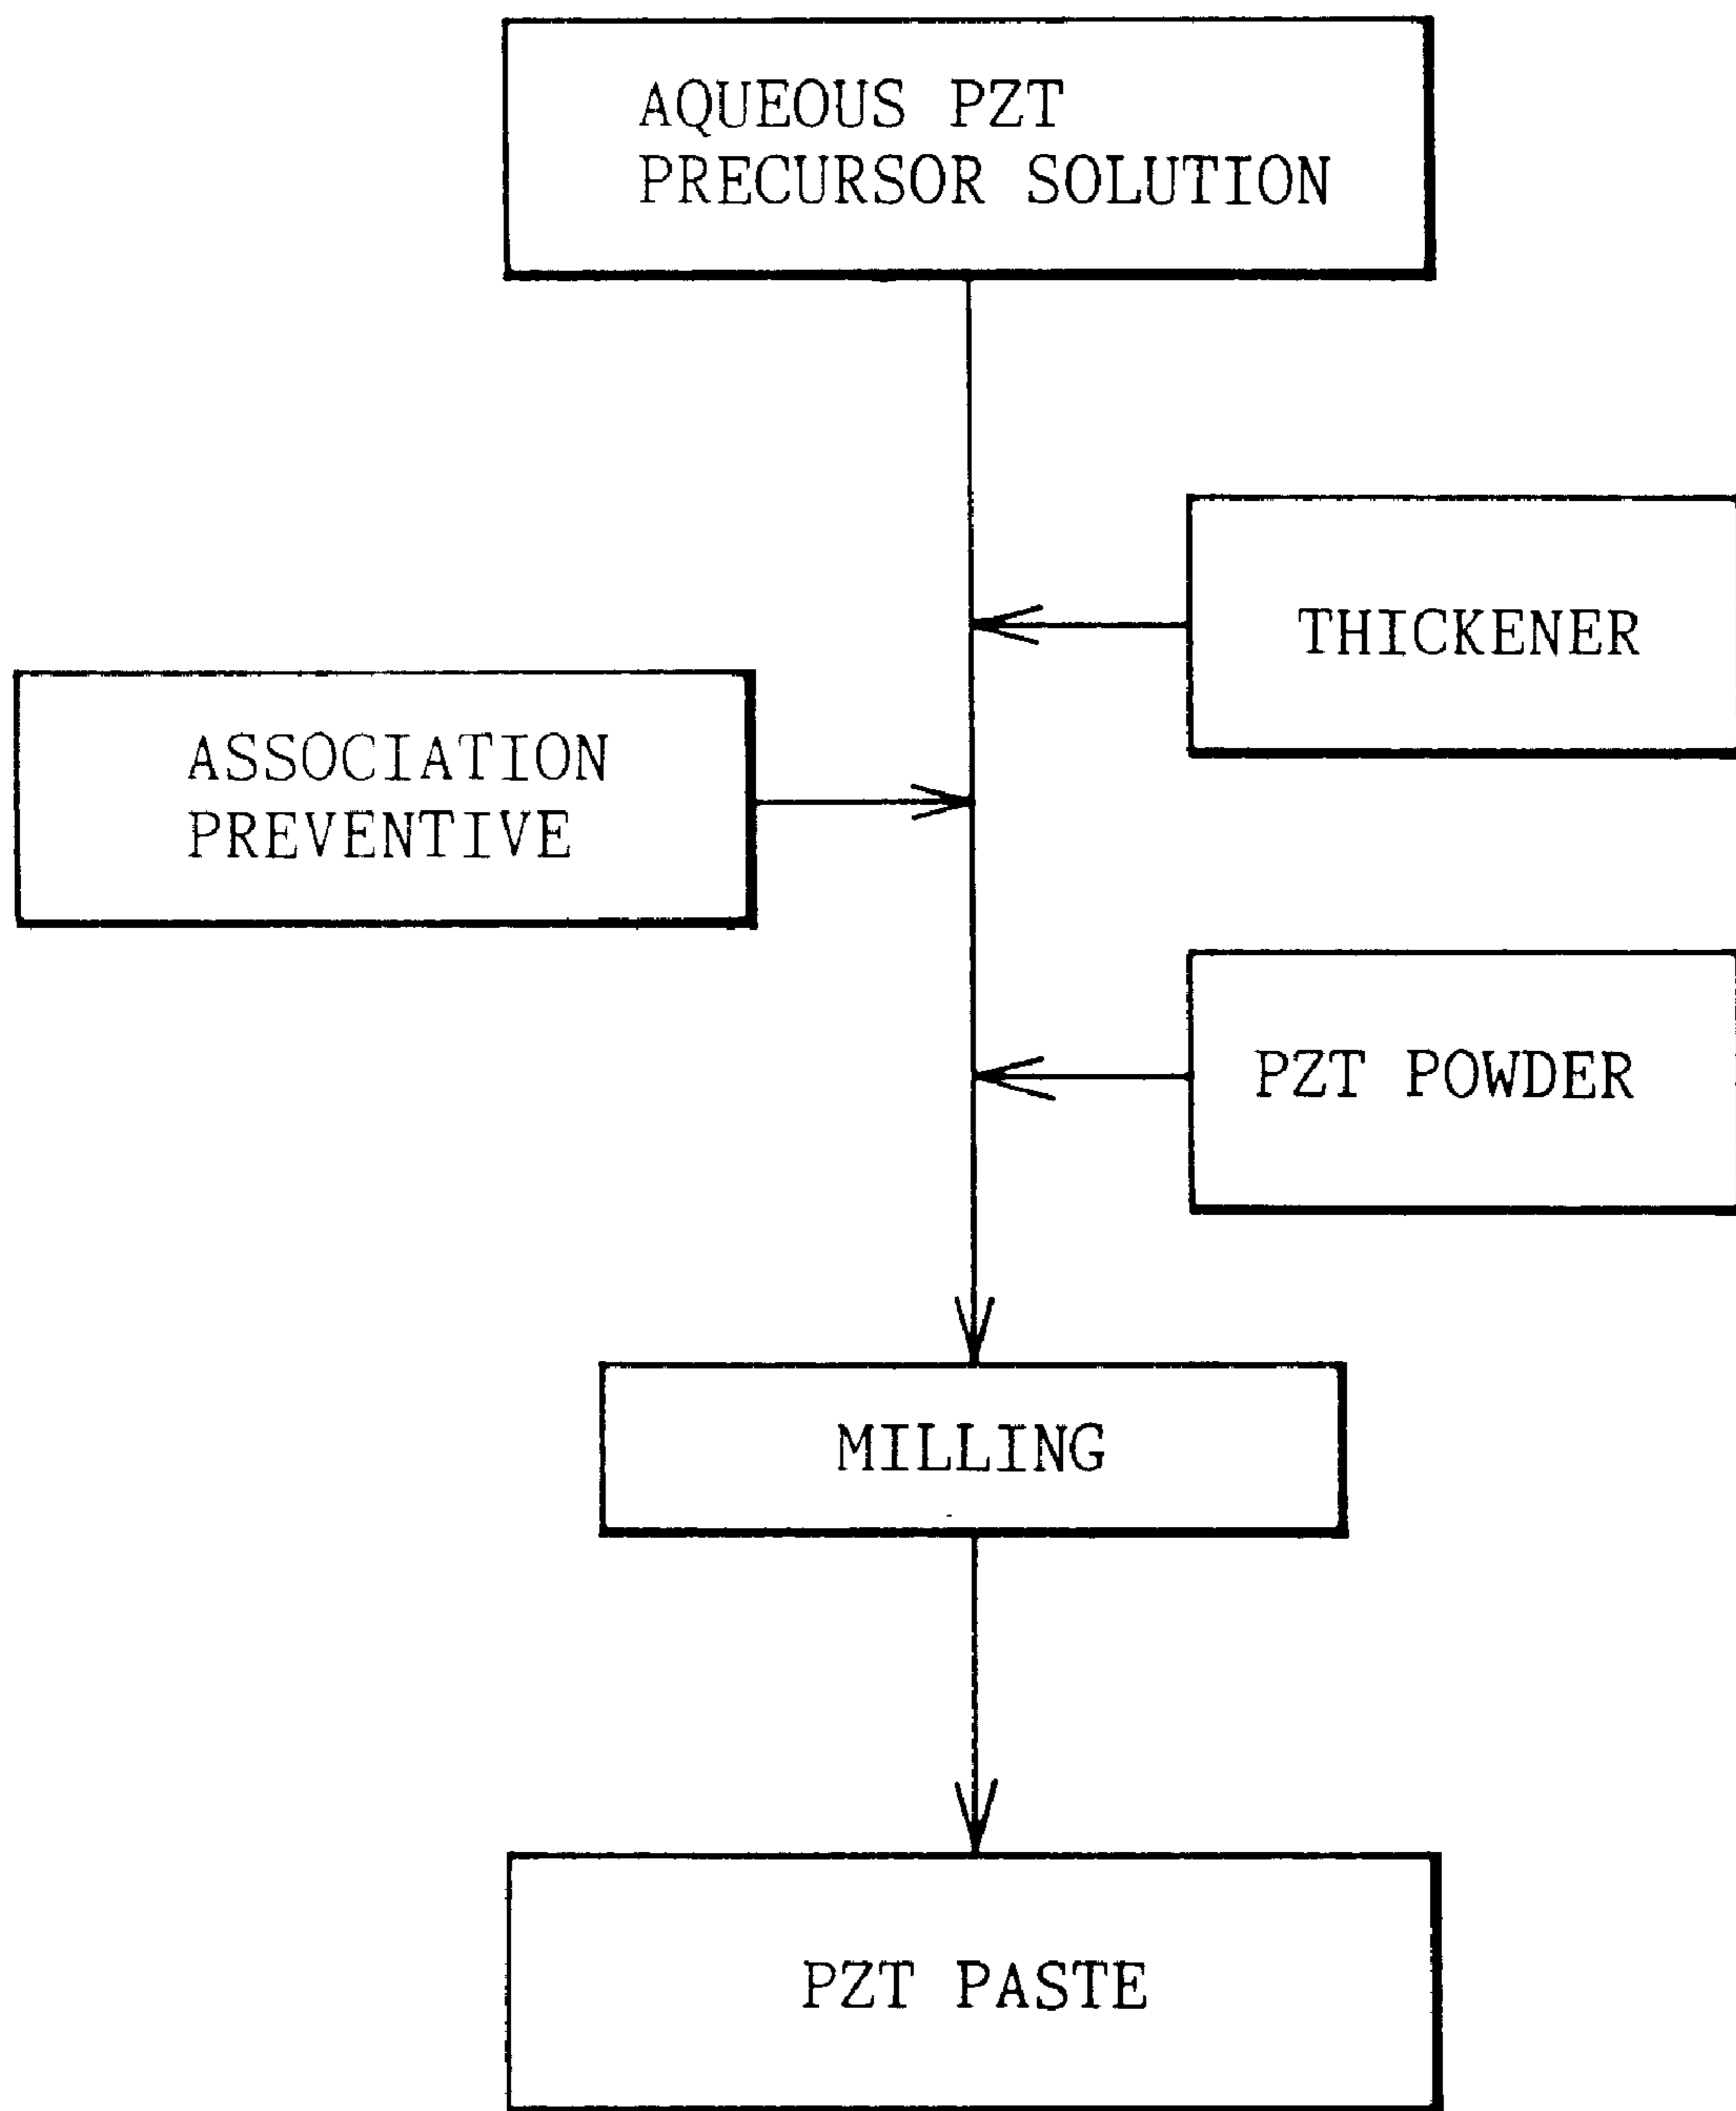 AQUEOUS PZT
PRECURSOR SOLUTION
THICKENER
ASSOCIATION
PREVENTIVE
PZT POWDER
MILLING
PZT PASTE